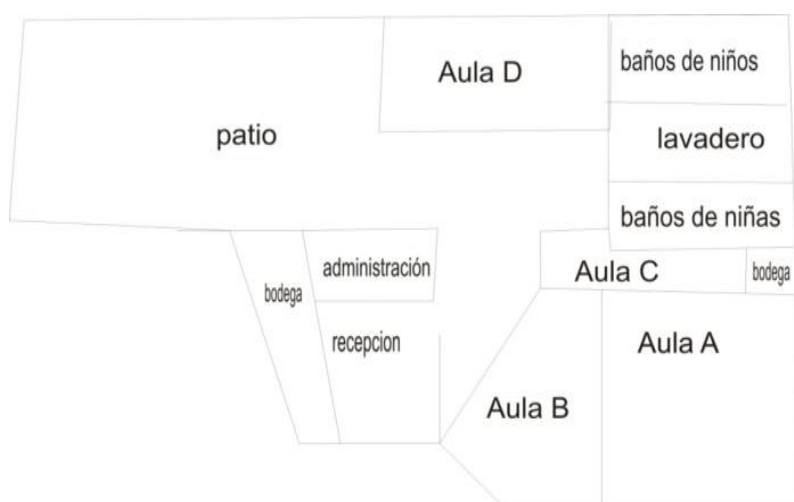 baños de niños
Aula D
patio
lavadero
baños de niñas
administración
Aula C
bodega
bodega
recepcion
Aula A
Aula B